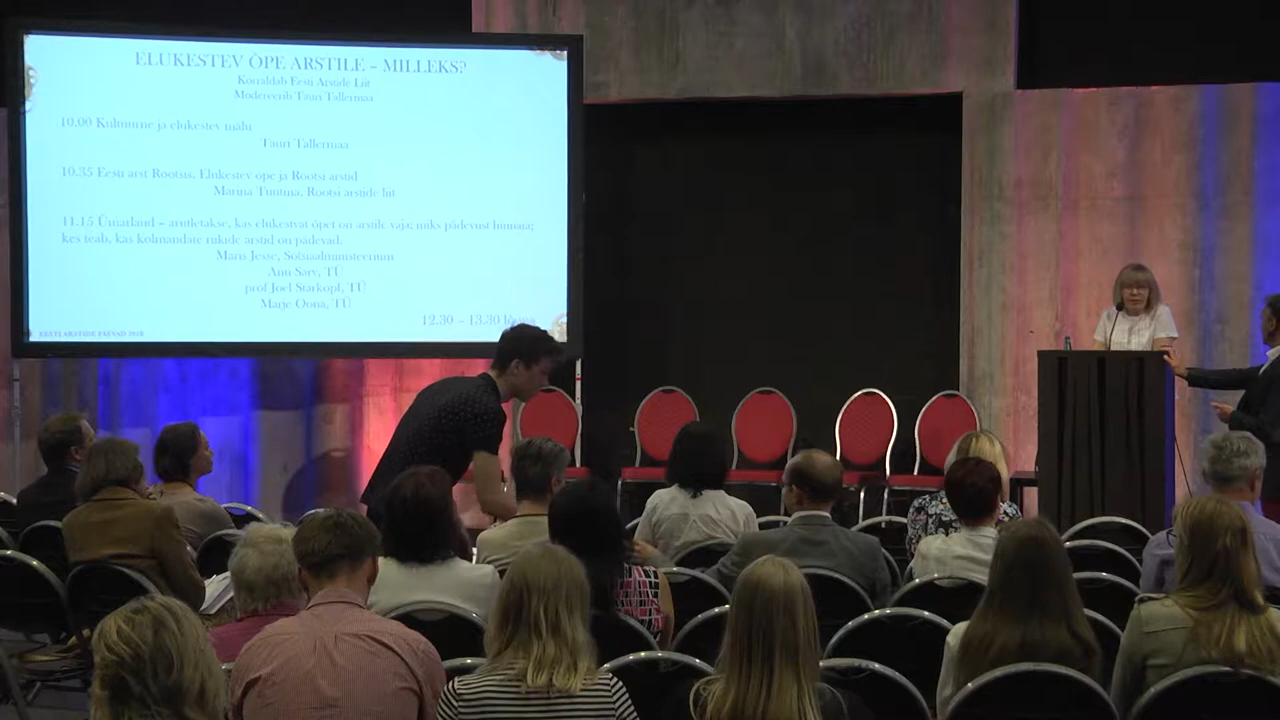 ELUKESTEV ÕPE ARSTILE – MILLEKS?
Korraldab Eesti Arstide Liit
Modereerib Tauri Tallermaa
10.00 Kultuurne ja elukestev mälu
Tauri Tallermaa
10.35 Eesti arst Rootsis. Elukestev õpe ja Rootsi arstid
Marina Tuutma, Rootsi arstide liit
11.15 Ümarlaud – arutletakse, kas elukestvat õpet on arstile vaja; miks pädevust hinnata;
kes teab, kas kolmandate riikide arstid on pädevad.
Maris Jesse, Sotsiaalministeerium
Anu Sarv, TÜ
prof Joel Starkopf, TÜ
Marje Oona, TÜ
12.30 – 13.30
EESTI ARSTIDE PÄEVAD 2018